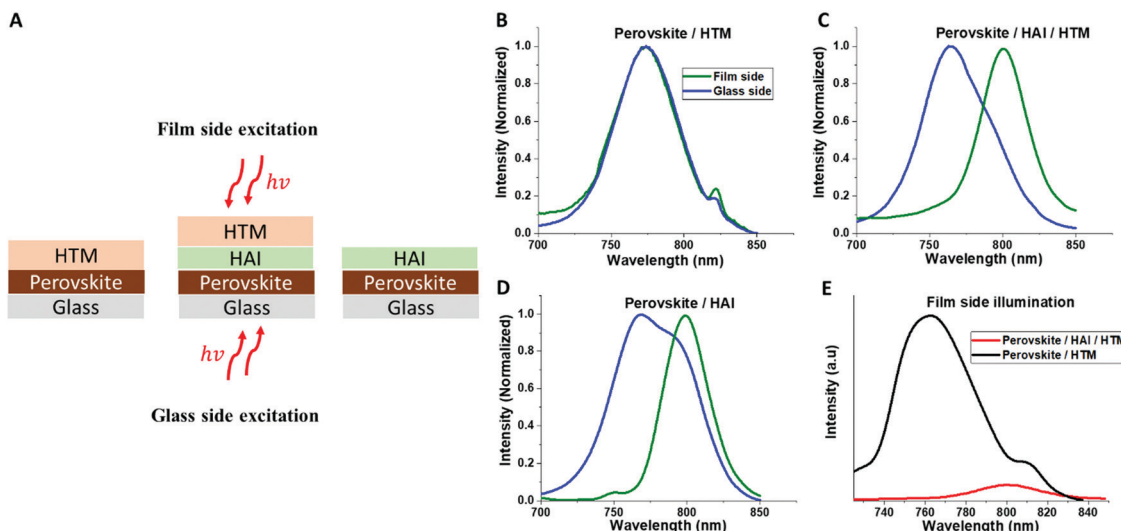 A
Film side excitation
hν
HTM
HTM
HAI
HAI
Perovskite
Perovskite
Perovskite
Glass
Glass
Glass
hν
Glass side excitation
B
Perovskite / HTM
Film side
Glass side
Intensity (Normalized)
1.0
0.8
0.6
0.4
0.2
0.0
700
750
800
850
Wavelength (nm)
C
Perovskite / HAI / HTM
Intensity (Normalized)
1.0
0.8
0.6
0.4
0.2
0.0
700
750
800
850
Wavelength (nm)
D
Perovskite / HAI
Intensity (Normalized)
1.0
0.8
0.6
0.4
0.2
0.0
700
750
800
850
Wavelength (nm)
E
Film side illumination
Perovskite / HAI / HTM
Perovskite / HTM
Intensity (a.u)
740
760
780
800
820
840
Wavelength (nm)